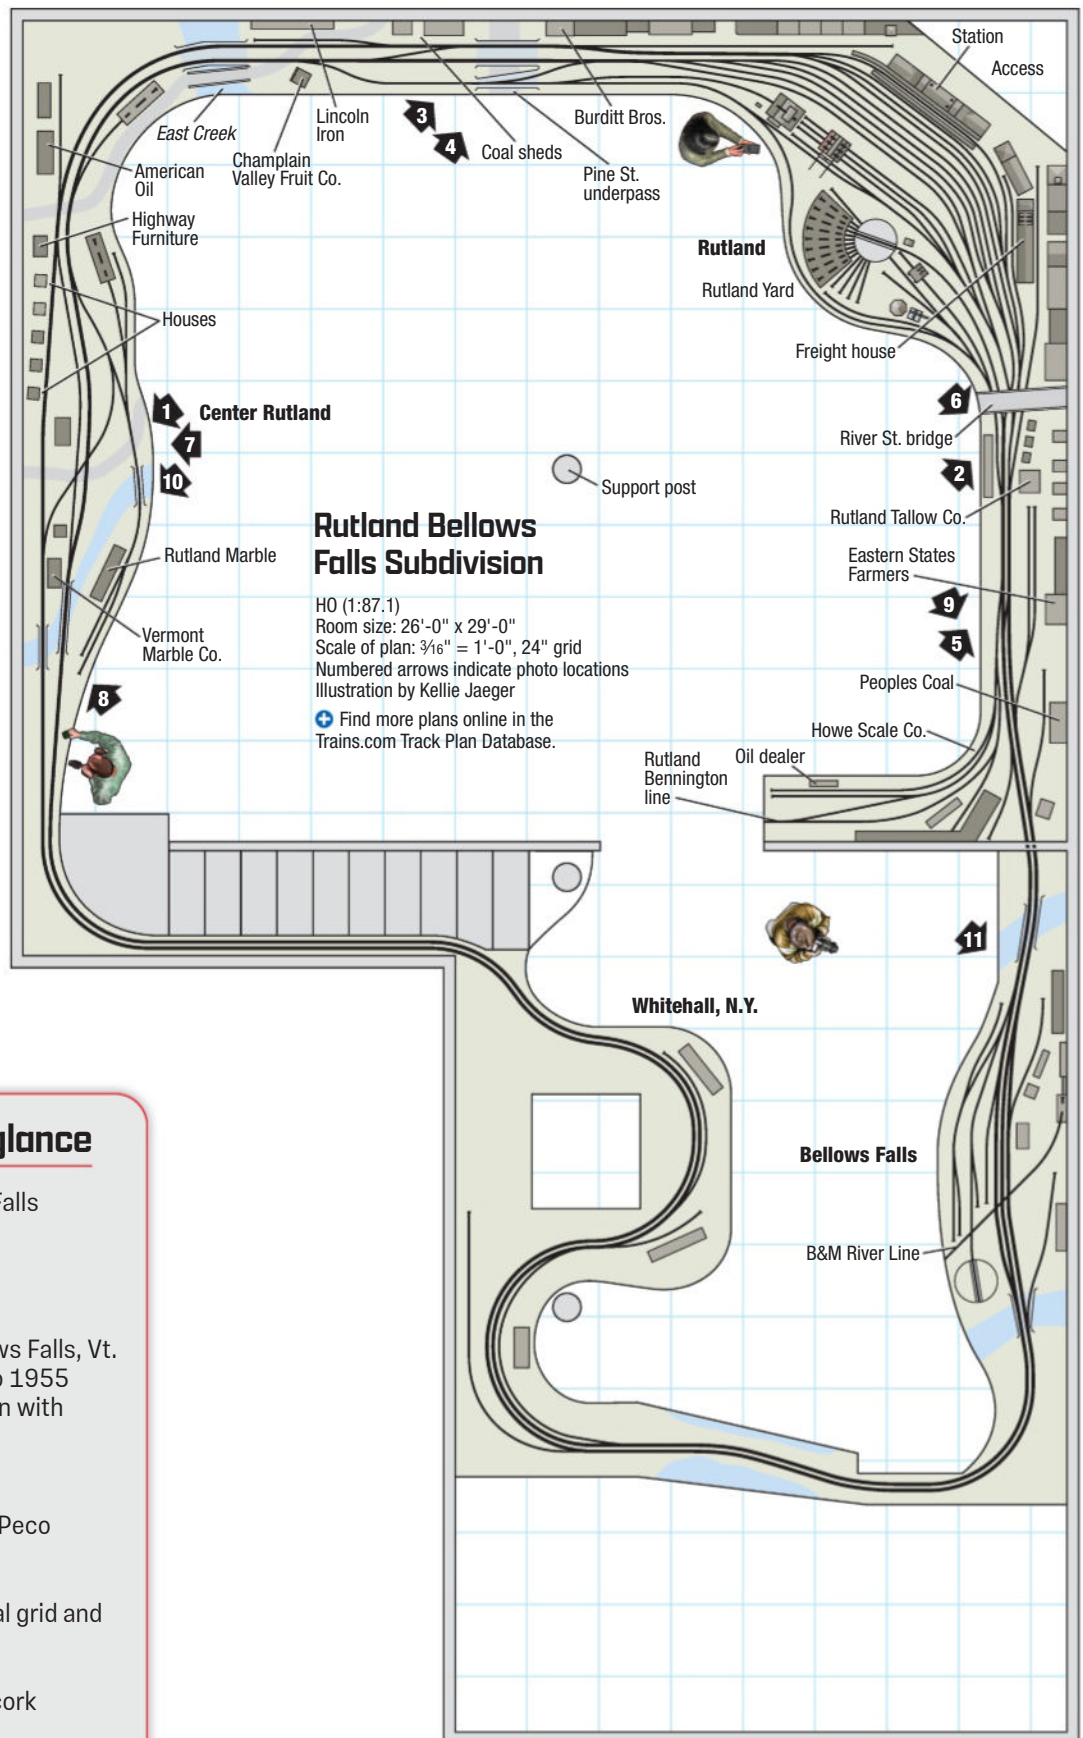 Station
Access
Lincoln
Iron
East Creek
Champlain
Valley Fruit Co.
3
4
Coal sheds
Burditt Bros.
Pine St.
underpass
American
Oil
Highway
Furniture
Houses
Rutland
Rutland Yard
Freight house
1
Center Rutland
7
10
6
River St. bridge
2
Support post
Rutland Tallow Co.
Rutland Bellows
Falls Subdivision
HO (1:87.1)
Room size: 26'-0" x 29'-0"
Scale of plan: 3⁄16" = 1'-0", 24" grid
Numbered arrows indicate photo locations
Illustration by Kellie Jaeger
Find more plans online in the
Trains.com Track Plan Database.
Rutland Marble
Vermont
Marble Co.
Eastern States
Farmers
9
5
8
Peoples Coal
Howe Scale Co.
Oil dealer
Rutland
Bennington
line
11
Whitehall, N.Y.
Bellows Falls
B&M River Line
glance
Falls
ws Falls, Vt.
o 1955
n with
Peco
al grid and
cork